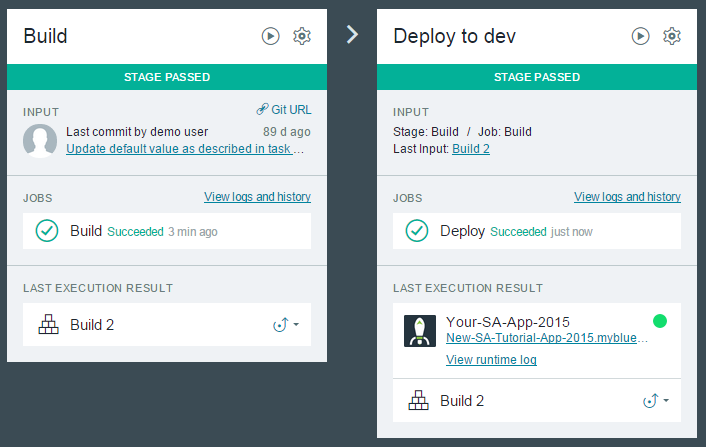 Build
STAGE PASSED
INPUT
Git URL
Last commit by demo user 89 d ago
Update default value as described in task ...
JOBS
View logs and history
Build Succeeded 3 min ago
LAST EXECUTION RESULT
Build 2
Deploy to dev
STAGE PASSED
INPUT
Stage: Build / Job: Build
Last Input: Build 2
JOBS
View logs and history
Deploy Succeeded just now
LAST EXECUTION RESULT
Your-SA-App-2015
New-SA-Tutorial-App-2015.myblue...
View runtime log
Build 2